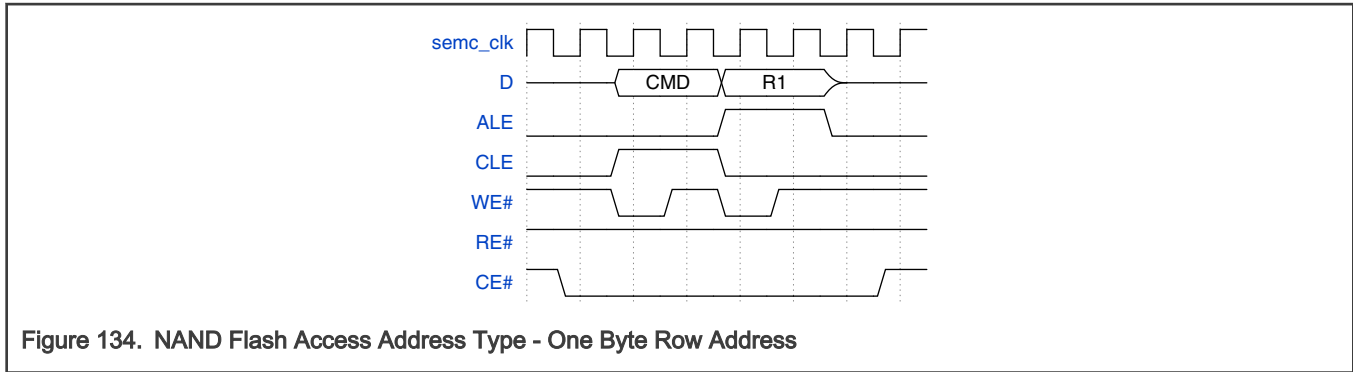 semc_clk
D CMD R1
ALE
CLE
WE#
RE#
CE#
Figure 134. NAND Flash Access Address Type - One Byte Row Address